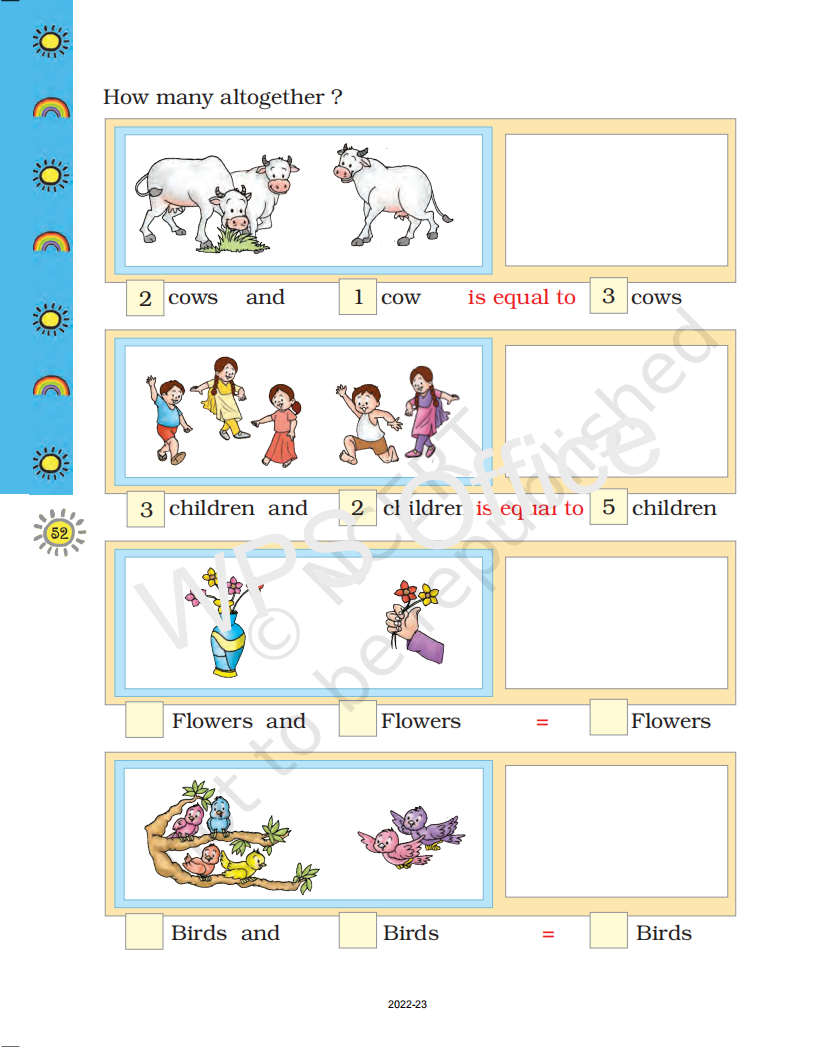 How many altogether ?
2 cows and 1 cow is equal to 3 cows
3 children and 2 children is equal to 5 children
52
Flowers and Flowers = Flowers
Birds and Birds = Birds
© NCERT
not to be republished
WPS Office
2022-23